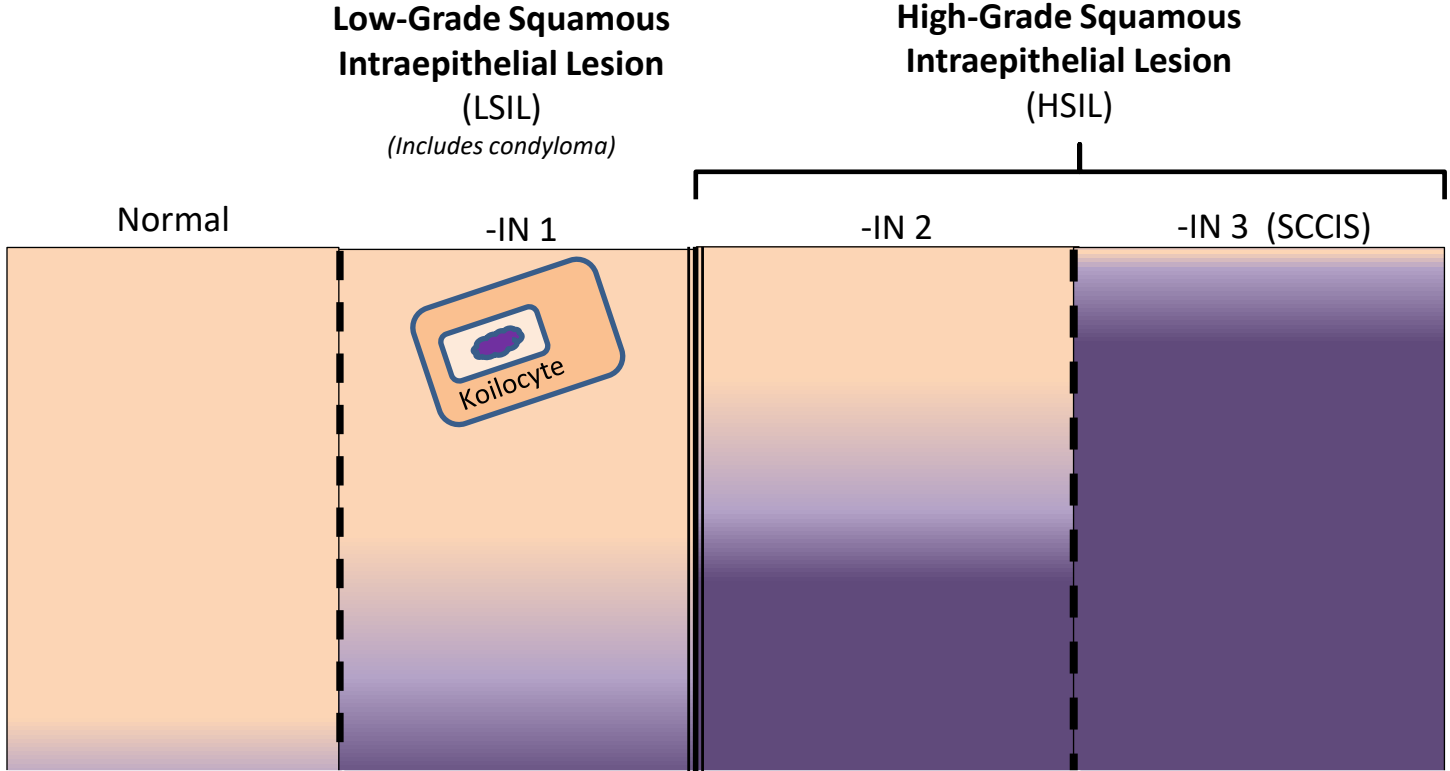 Low-Grade Squamous
Intraepithelial Lesion
(LSIL)
(Includes condyloma)
High-Grade Squamous
Intraepithelial Lesion
(HSIL)
Normal
-IN 1
-IN 2
-IN 3 (SCCIS)
Koilocyte